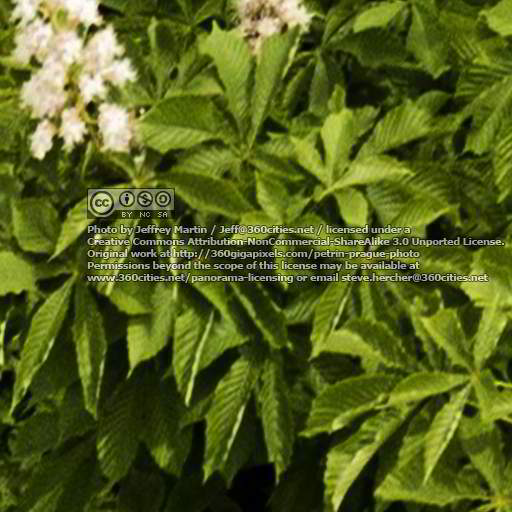 cc
BY NC SA
Photo by Jeffrey Martin / Jeff@360cities.net / licensed under a
Creative Commons Attribution-NonCommercial-ShareAlike 3.0 Unported License.
Original work at http://360gigapixels.com/petrin-prague-photo
Permissions beyond the scope of this license may be available at
www.360cities.net/panorama-licensing or email steve.hercher@360cities.net